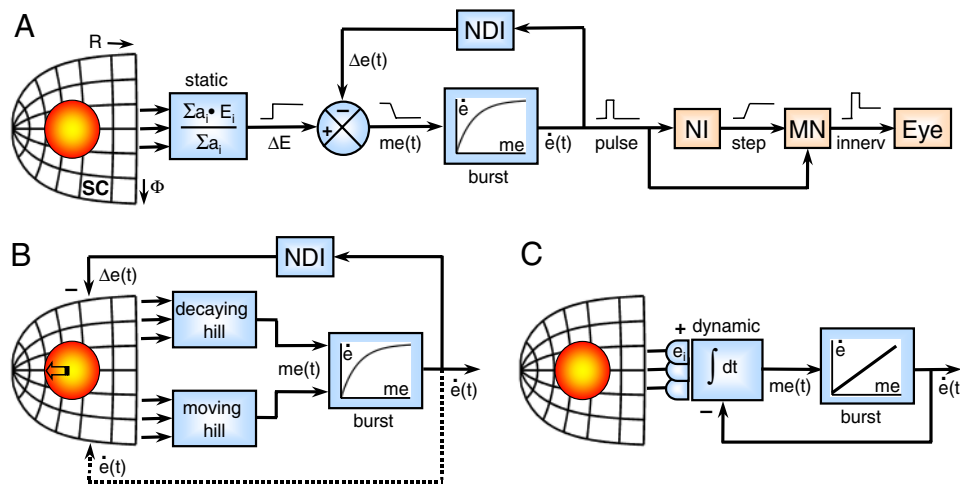 A
R
NDI
Δe(t)
static
Σaᵢ • Eᵢ
Σaᵢ
ΔE
+
−
me(t)
ė
me
burst
ė(t)
pulse
NI
step
MN
innerv
Eye
SC
Φ
B
NDI
− Δe(t)
decaying
hill
me(t)
moving
hill
ė
me
burst
ė(t)
ė(t)
C
+ dynamic
eᵢ
∫ dt
−
me(t)
ė
me
burst
ė(t)